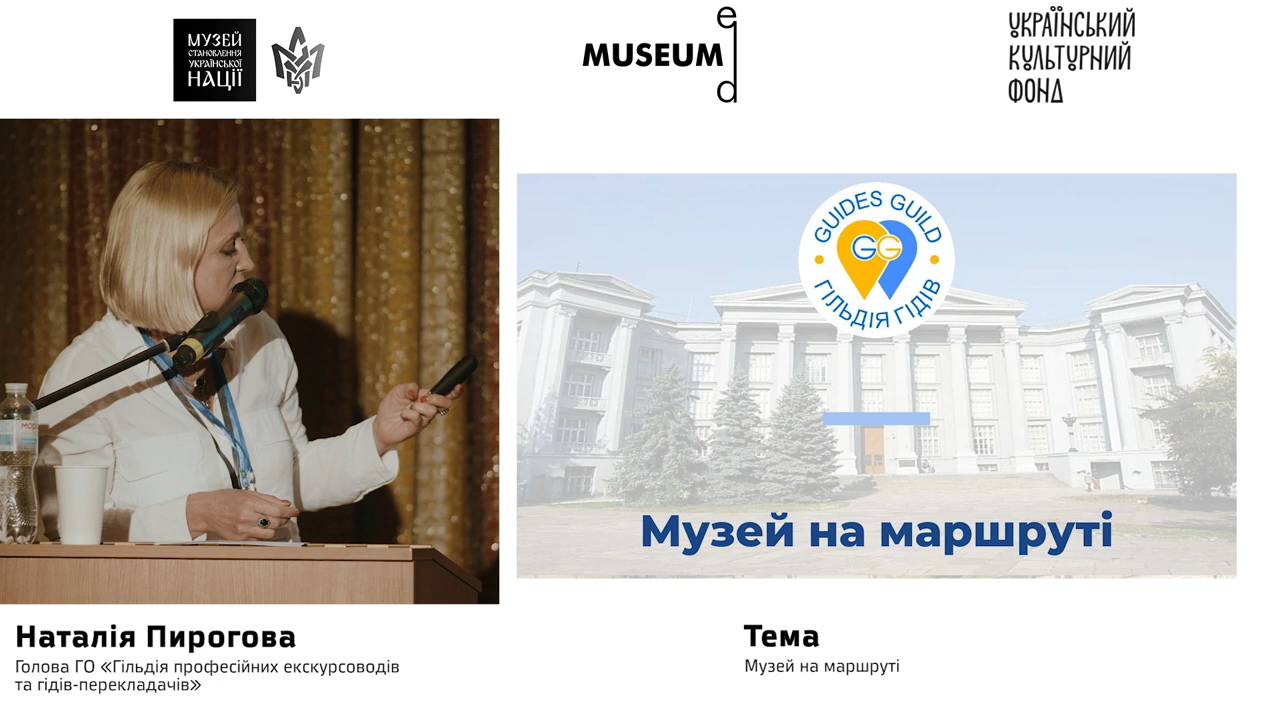 МУЗЕЙ
СТАНОВЛЕННЯ
УКРАЇНСЬКОЇ
НАЦІЇ
MUSEUM
ed
УКРАЇНСЬКИЙ
КУЛЬТУРНИЙ
ФОНД
GUIDES GUILD
GG
ГІЛЬДІЯ ГІДІВ
Музей на маршруті
Наталія Пирогова
Голова ГО «Гільдія професійних екскурсоводів
та гідів-перекладачів»
Тема
Музей на маршруті